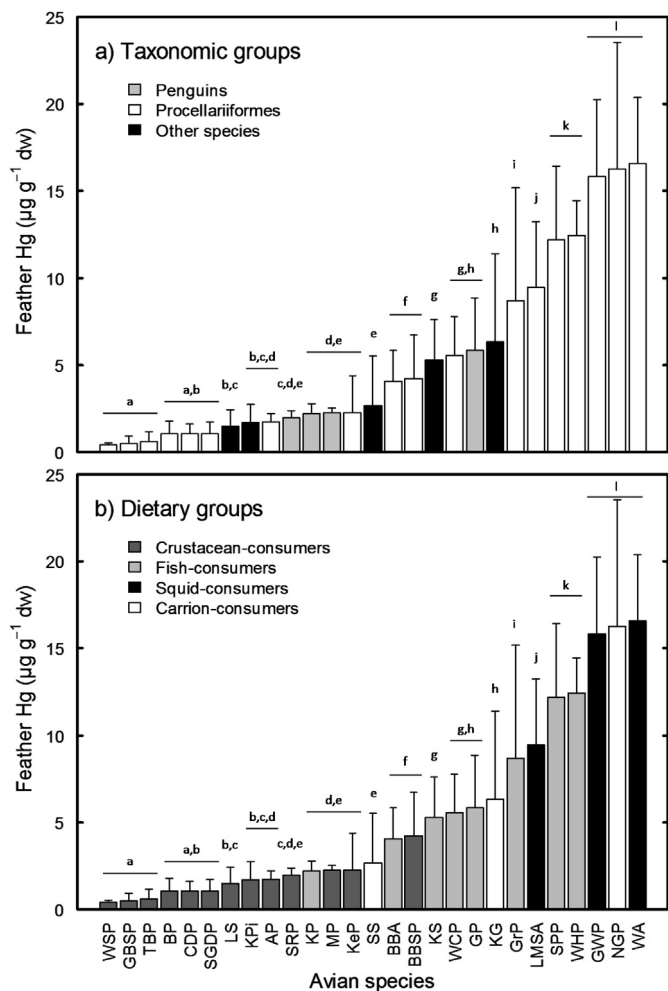 a) Taxonomic groups
Penguins
Procellariiformes
Other species
Feather Hg (µg g⁻¹ dw)
25
20
15
10
5
0
a
a,b
b,c
b,c,d
c,d,e
d,e
e
f
g
g,h
h
i
j
k
l
b) Dietary groups
Crustacean-consumers
Fish-consumers
Squid-consumers
Carrion-consumers
Feather Hg (µg g⁻¹ dw)
25
20
15
10
5
0
a
a,b
b,c
b,c,d
c,d,e
d,e
e
f
g
g,h
h
i
j
k
l
WSP
GBSP
TBP
BP
CDP
SGDP
LS
KPi
AP
SRP
KP
MP
KeP
SS
BBA
BBSP
KS
WCP
GP
KG
GrP
LMSA
SPP
WHP
GWP
NGP
WA
Avian species